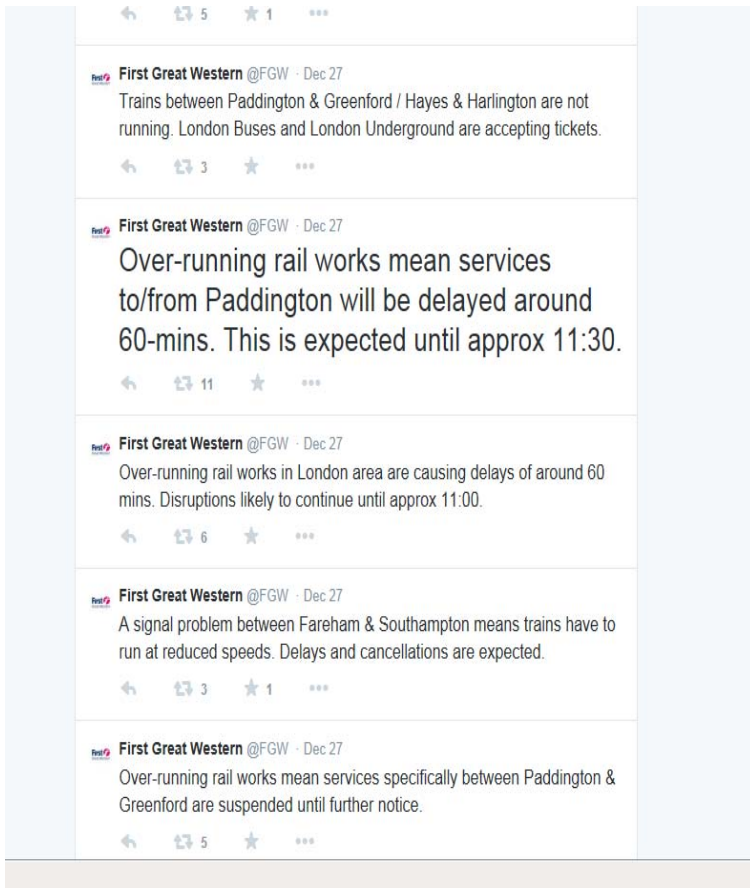 5 1
First Great Western @FGW · Dec 27
Trains between Paddington & Greenford / Hayes & Harlington are not
running. London Buses and London Underground are accepting tickets.
3
First Great Western @FGW · Dec 27
Over-running rail works mean services
to/from Paddington will be delayed around
60-mins. This is expected until approx 11:30.
11
First Great Western @FGW · Dec 27
Over-running rail works in London area are causing delays of around 60
mins. Disruptions likely to continue until approx 11:00.
6
First Great Western @FGW · Dec 27
A signal problem between Fareham & Southampton means trains have to
run at reduced speeds. Delays and cancellations are expected.
3 1
First Great Western @FGW · Dec 27
Over-running rail works mean services specifically between Paddington &
Greenford are suspended until further notice.
5